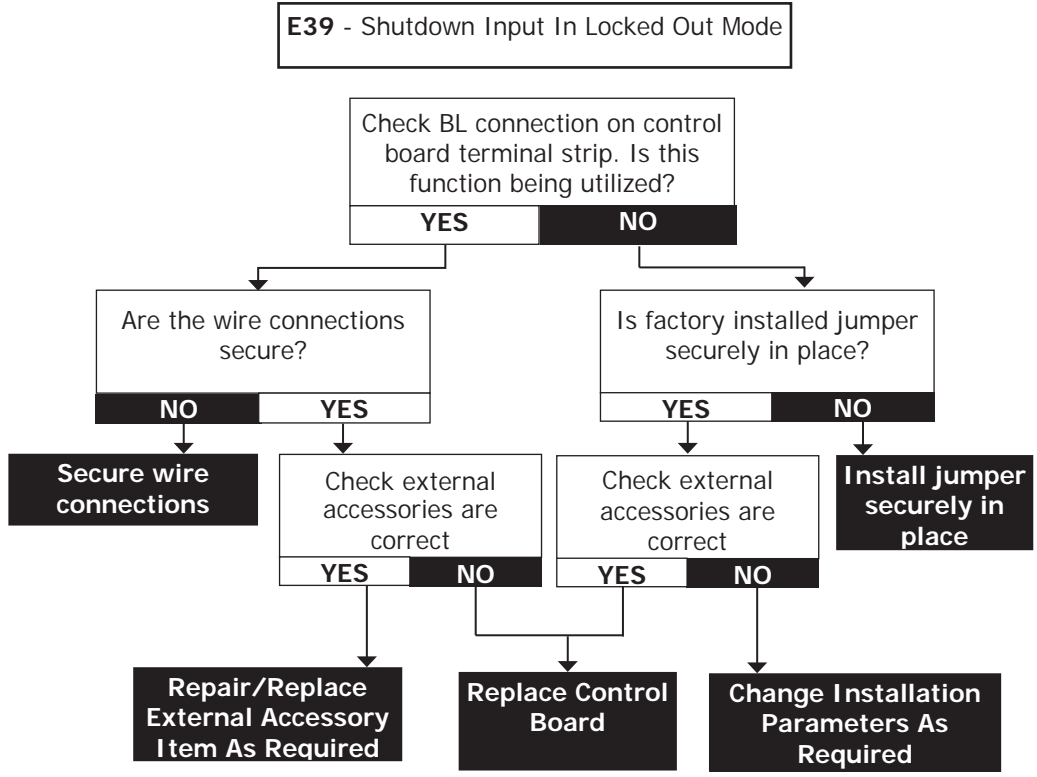 E39 - Shutdown Input In Locked Out Mode
Check BL connection on control
board terminal strip. Is this
function being utilized?
YES
NO
Are the wire connections
secure?
NO
YES
Is factory installed jumper
securely in place?
YES
NO
Secure wire
connections
Check external
accessories are
correct
YES
NO
Check external
accessories are
correct
YES
NO
Install jumper
securely in
place
Repair/Replace
External Accessory
Item As Required
Replace Control
Board
Change Installation
Parameters As
Required